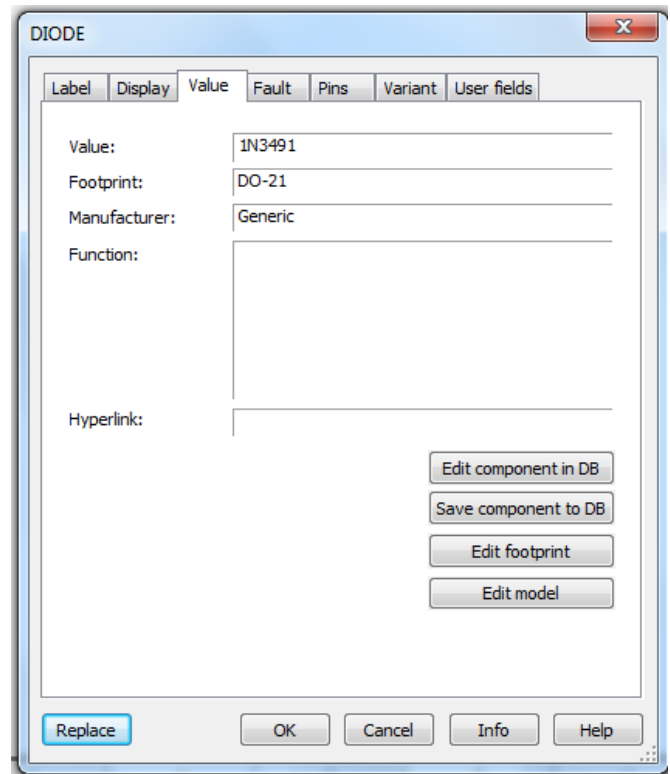 DIODE
X
Label Display Value Fault Pins Variant User fields
Value: 1N3491
Footprint: DO-21
Manufacturer: Generic
Function:
Hyperlink:
Edit component in DB
Save component to DB
Edit footprint
Edit model
Replace OK Cancel Info Help